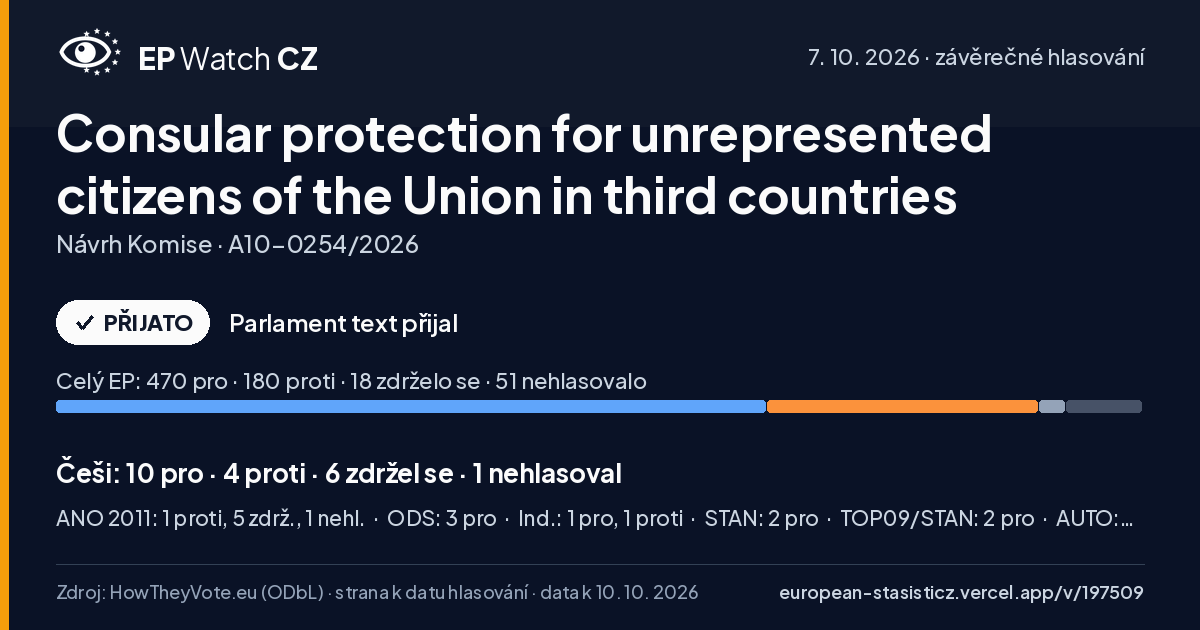 EP Watch CZ
7. 10. 2026 · závěrečné hlasování
Consular protection for unrepresented
citizens of the Union in third countries
Návrh Komise · A10–0254/2026
✓ PŘIJATO
Parlament text přijal
Celý EP: 470 pro · 180 proti · 18 zdrželo se · 51 nehlasovalo
Češi: 10 pro · 4 proti · 6 zdržel se · 1 nehlasoval
ANO 2011: 1 proti, 5 zdrž., 1 nehl. · ODS: 3 pro · Ind.: 1 pro, 1 proti · STAN: 2 pro · TOP09/STAN: 2 pro · AUTO:…
Zdroj: HowTheyVote.eu (ODbL) · strana k datu hlasování · data k 10. 10. 2026
european-stasisticz.vercel.app/v/197509